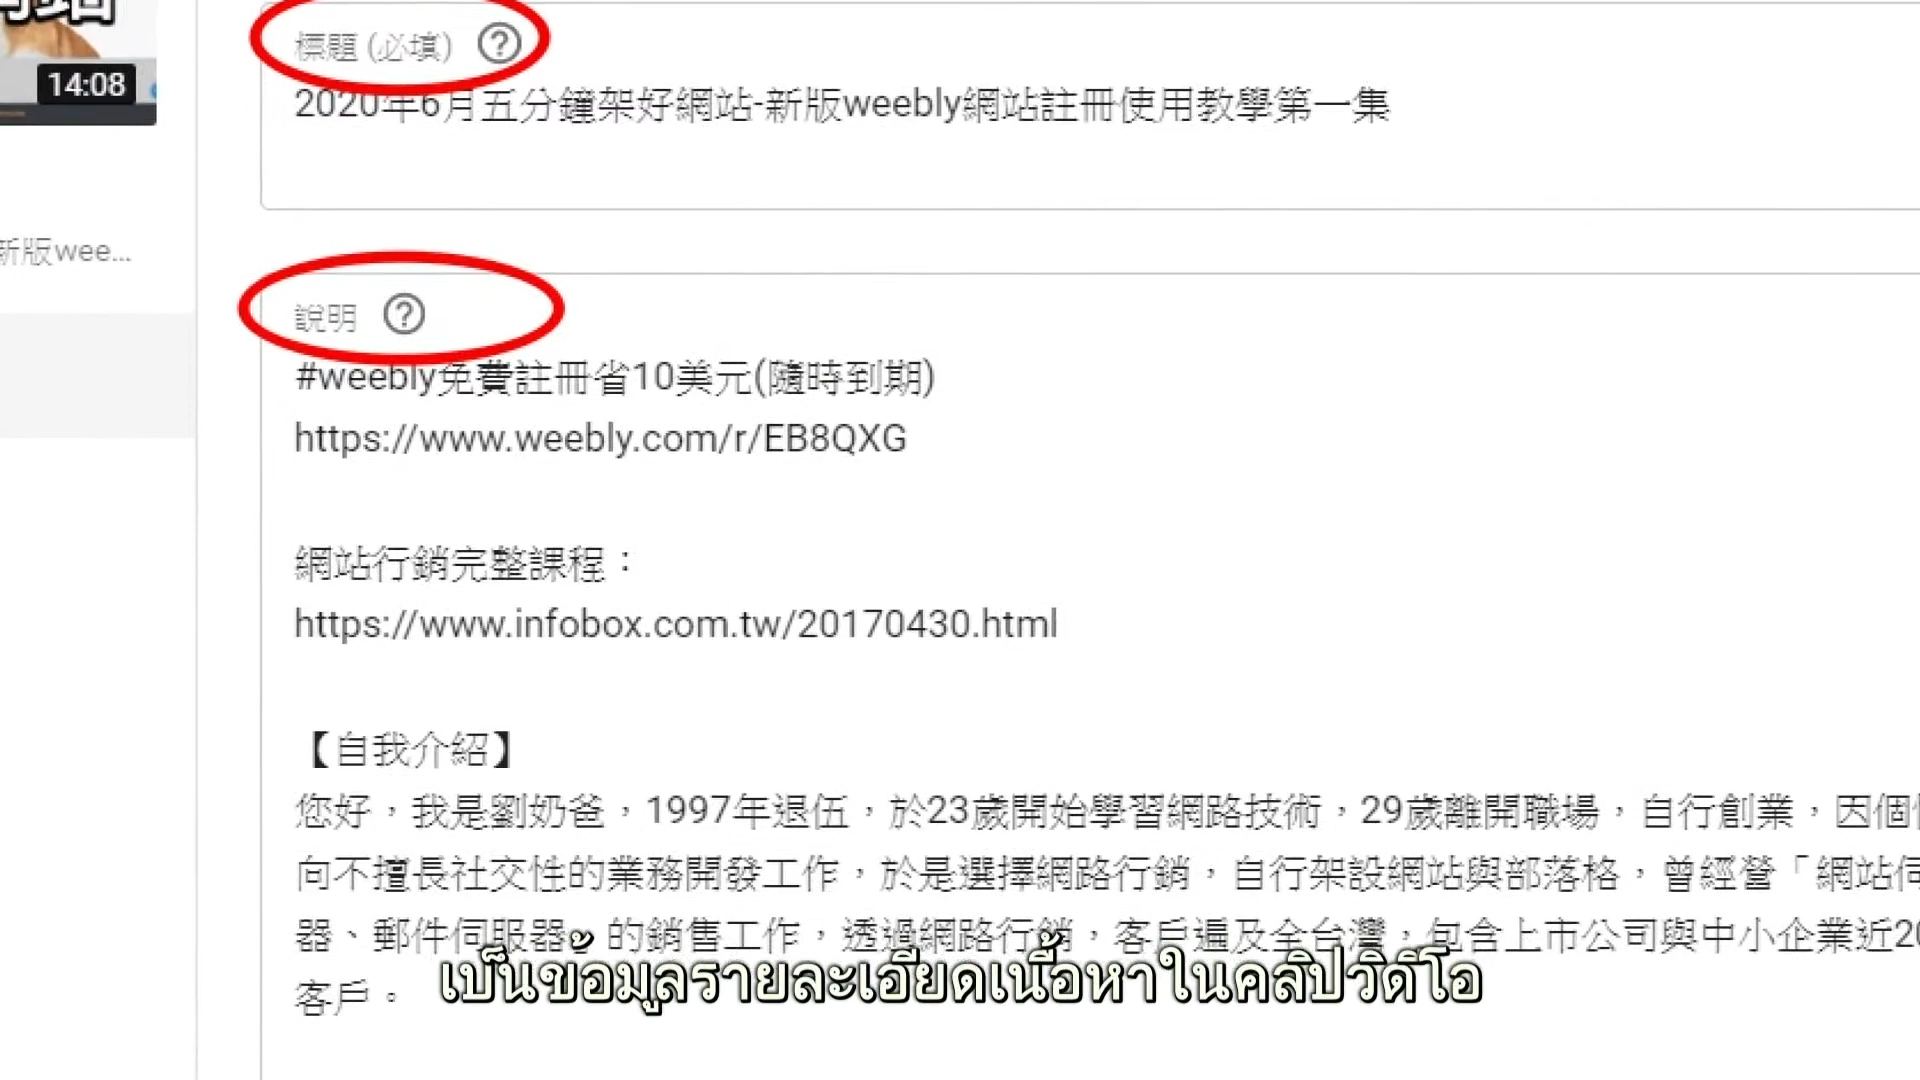 14:08
標題 (必填)
2020年6月五分鐘架好網站-新版weebly網站註冊使用教學第一集
新版wee...
說明
#weebly免費註冊省10美元(隨時到期)
https://www.weebly.com/r/EB8QXG
網站行銷完整課程：
https://www.infobox.com.tw/20170430.html
【自我介紹】
您好，我是劉奶爸，1997年退伍，於23歲開始學習網路技術，29歲離開職場，自行創業，因個
向不擅長社交性的業務開發工作，於是選擇網路行銷，自行架設網站與部落格，曾經營「網站伺
器、郵件伺服器」的銷售工作，透過網路行銷，客戶遍及全台灣，包含上市公司與中小企業近20
客戶。
เป็นข้อมูลรายละเอียดเนื้อหาในคลิปวิดีโอ